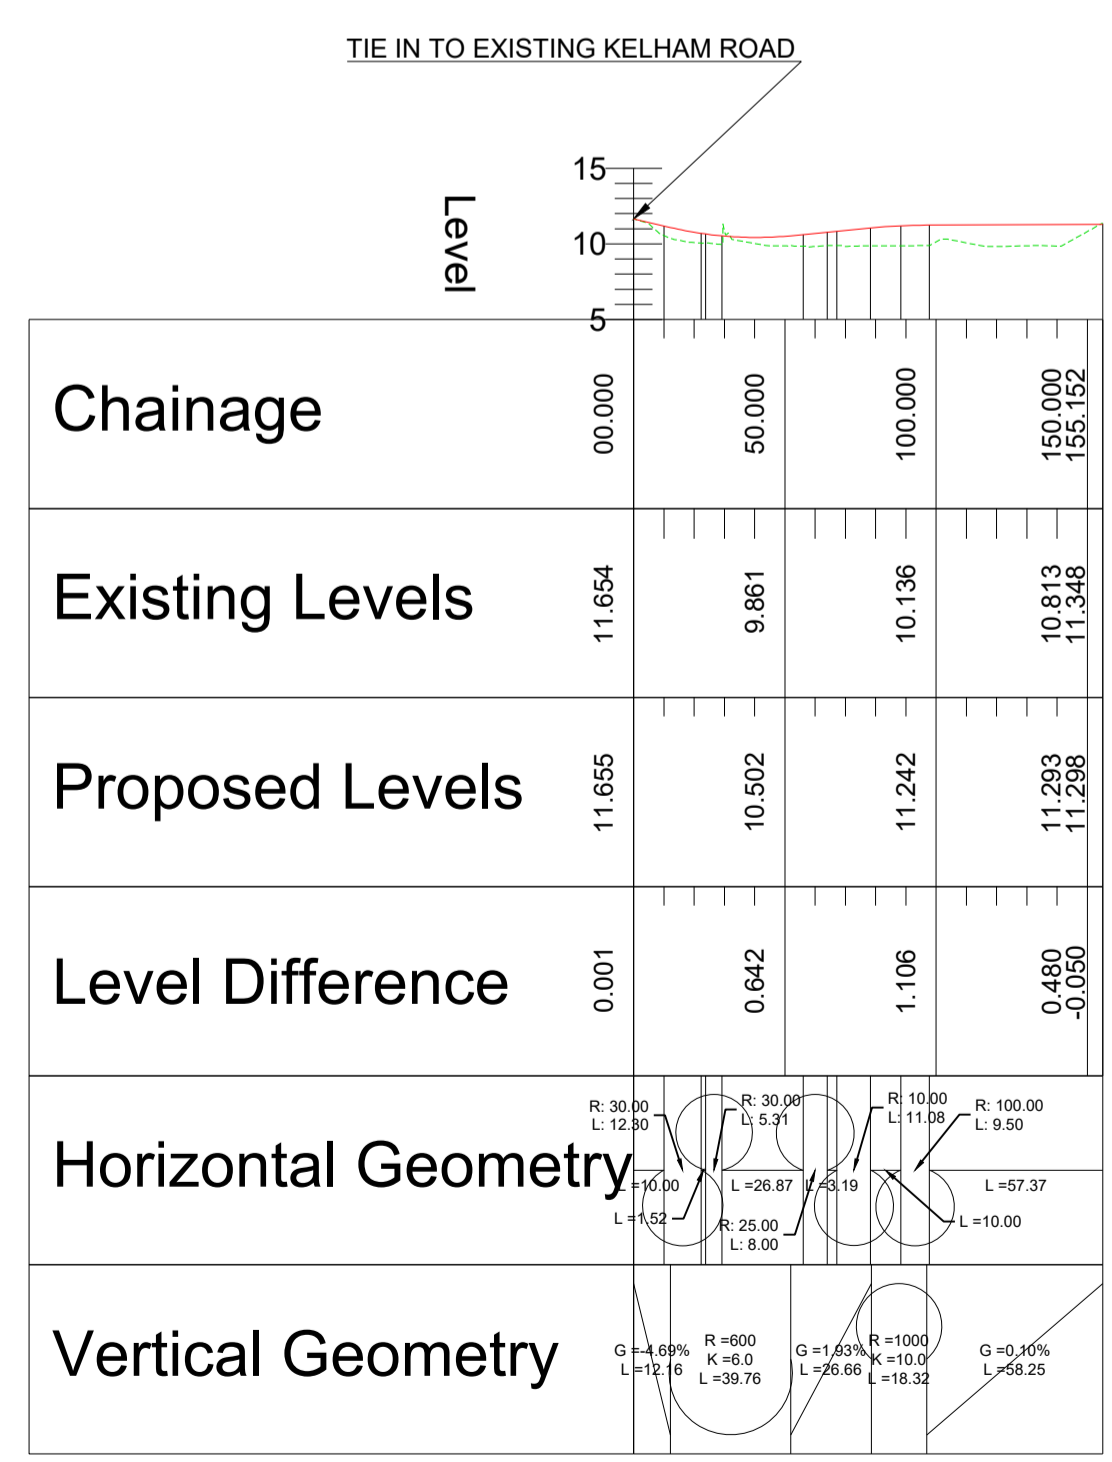 TIE IN TO EXISTING KELHAM ROAD
15
10
5
Level
Chainage
00.000
50.000
100.000
150.000
155.152
Existing Levels
11.654
9.861
10.136
10.813
11.348
Proposed Levels
11.655
10.502
11.242
11.293
11.298
Level Difference
0.001
0.642
1.106
0.480
-0.050
Horizontal Geometry
R: 30.00
L: 12.30
R: 30.00
L: 5.31
R: 10.00
L: 11.08
R: 100.00
L: 9.50
L =10.00
L =26.87
L =3.19
L =57.37
L =1.52
R: 25.00
L: 8.00
L =10.00
Vertical Geometry
G =-4.69%
L =12.16
R =600
K =6.0
L =39.76
G =1.93%
L =26.66
R =1000
K =10.0
L =18.32
G =0.10%
L =58.25